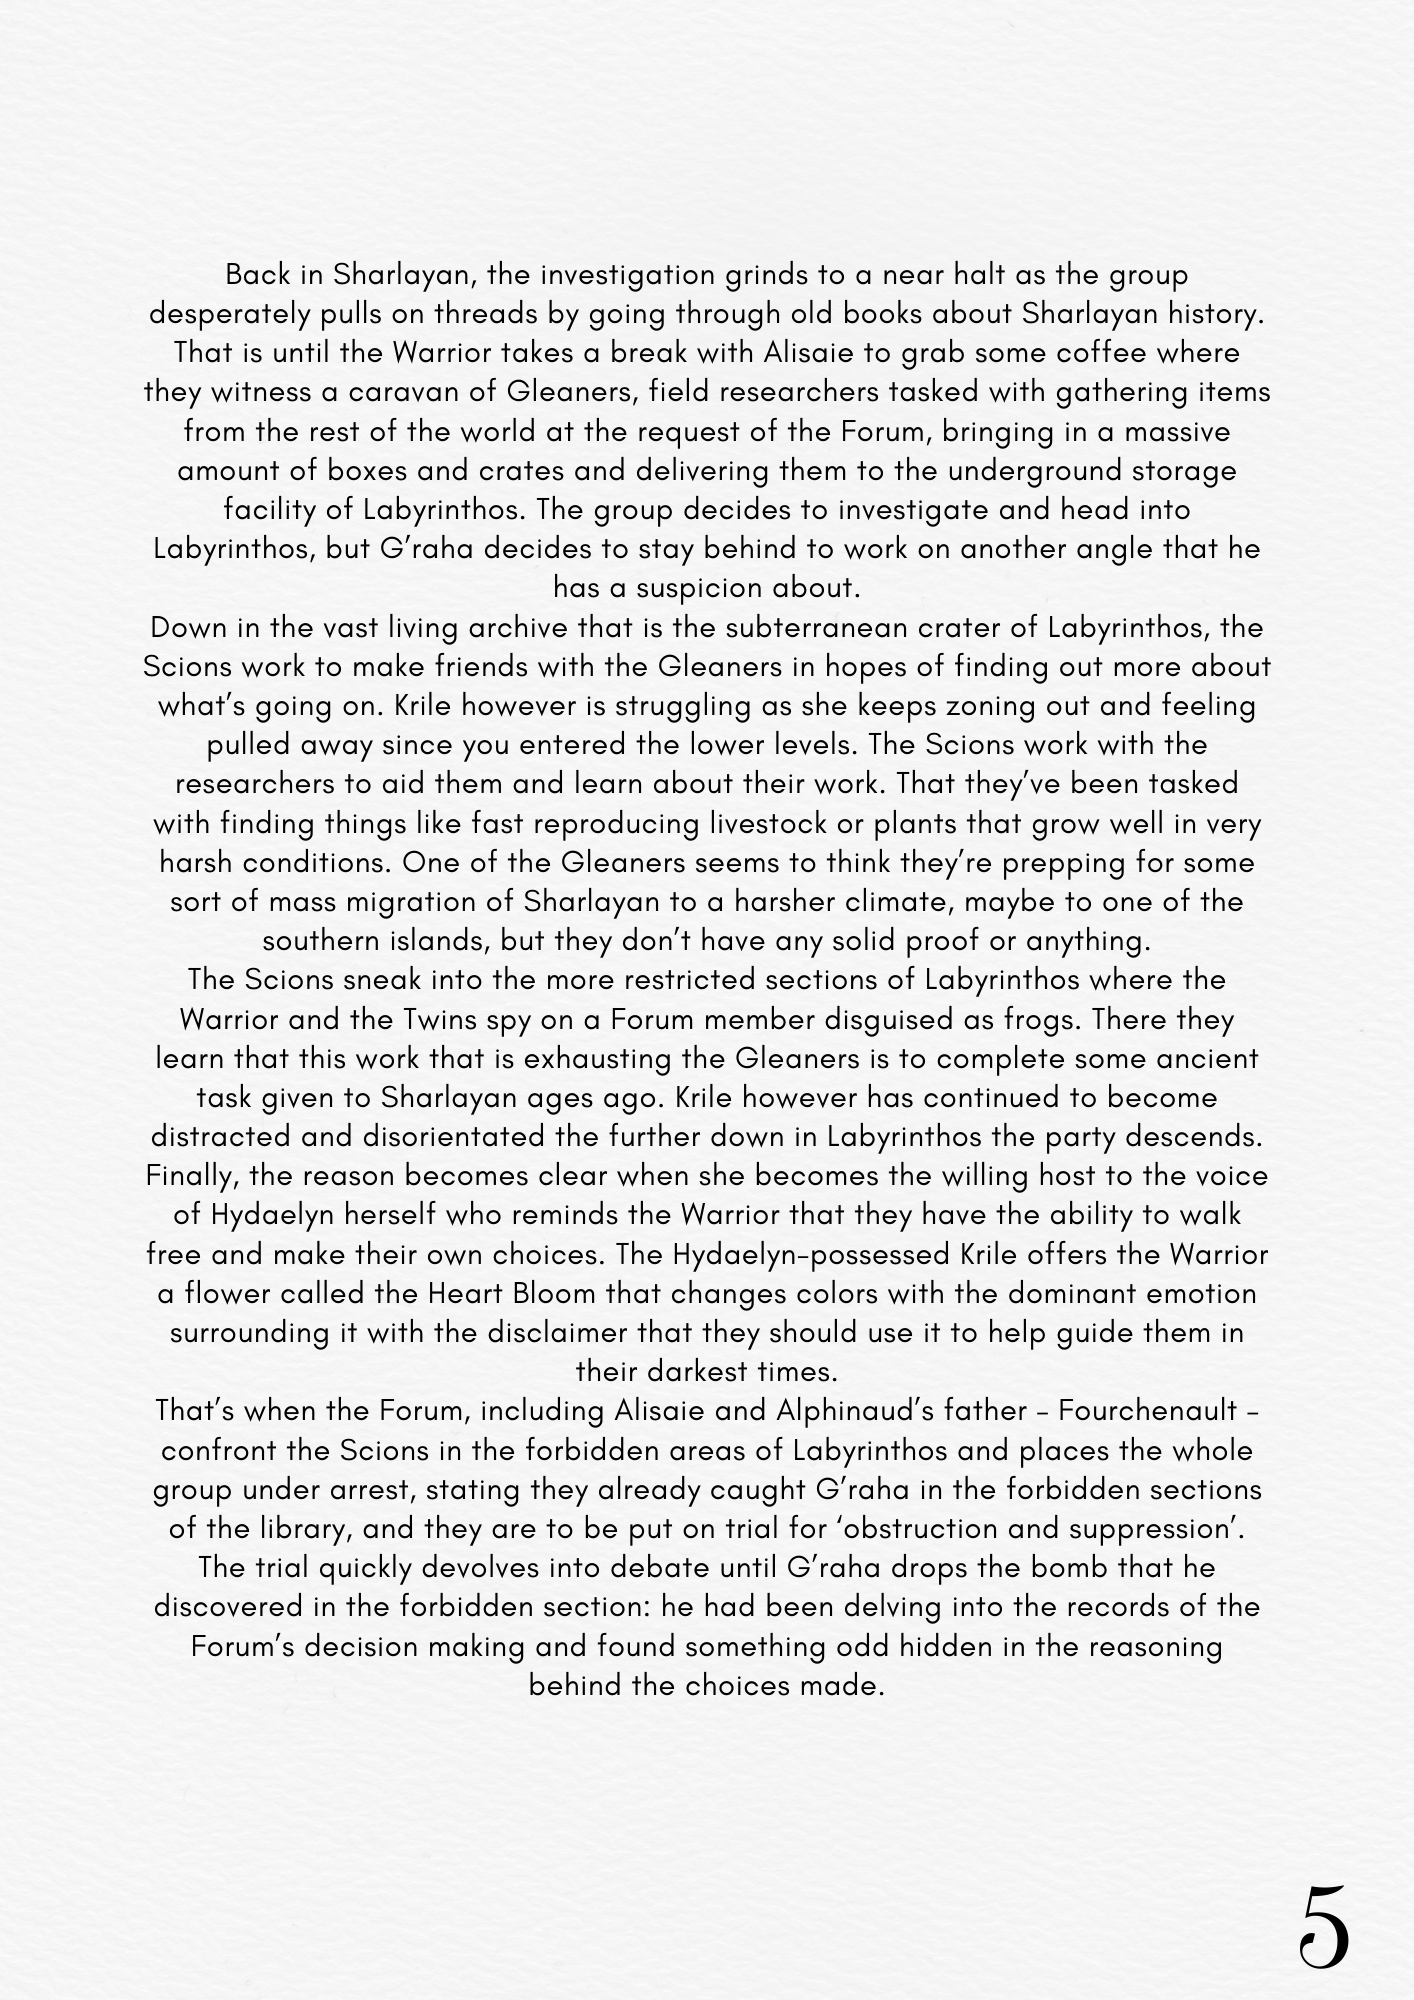 Back in Sharlayan, the investigation grinds to a near halt as the group
desperately pulls on threads by going through old books about Sharlayan history.
That is until the Warrior takes a break with Alisaie to grab some coffee where
they witness a caravan of Gleaners, field researchers tasked with gathering items
from the rest of the world at the request of the Forum, bringing in a massive
amount of boxes and crates and delivering them to the underground storage
facility of Labyrinthos. The group decides to investigate and head into
Labyrinthos, but G’raha decides to stay behind to work on another angle that he
has a suspicion about.
Down in the vast living archive that is the subterranean crater of Labyrinthos, the
Scions work to make friends with the Gleaners in hopes of finding out more about
what’s going on. Krile however is struggling as she keeps zoning out and feeling
pulled away since you entered the lower levels. The Scions work with the
researchers to aid them and learn about their work. That they’ve been tasked
with finding things like fast reproducing livestock or plants that grow well in very
harsh conditions. One of the Gleaners seems to think they’re prepping for some
sort of mass migration of Sharlayan to a harsher climate, maybe to one of the
southern islands, but they don’t have any solid proof or anything.
The Scions sneak into the more restricted sections of Labyrinthos where the
Warrior and the Twins spy on a Forum member disguised as frogs. There they
learn that this work that is exhausting the Gleaners is to complete some ancient
task given to Sharlayan ages ago. Krile however has continued to become
distracted and disorientated the further down in Labyrinthos the party descends.
Finally, the reason becomes clear when she becomes the willing host to the voice
of Hydaelyn herself who reminds the Warrior that they have the ability to walk
free and make their own choices. The Hydaelyn-possessed Krile offers the Warrior
a flower called the Heart Bloom that changes colors with the dominant emotion
surrounding it with the disclaimer that they should use it to help guide them in
their darkest times.
That’s when the Forum, including Alisaie and Alphinaud’s father – Fourchenault –
confront the Scions in the forbidden areas of Labyrinthos and places the whole
group under arrest, stating they already caught G’raha in the forbidden sections
of the library, and they are to be put on trial for ‘obstruction and suppression’.
The trial quickly devolves into debate until G’raha drops the bomb that he
discovered in the forbidden section: he had been delving into the records of the
Forum’s decision making and found something odd hidden in the reasoning
behind the choices made.
5